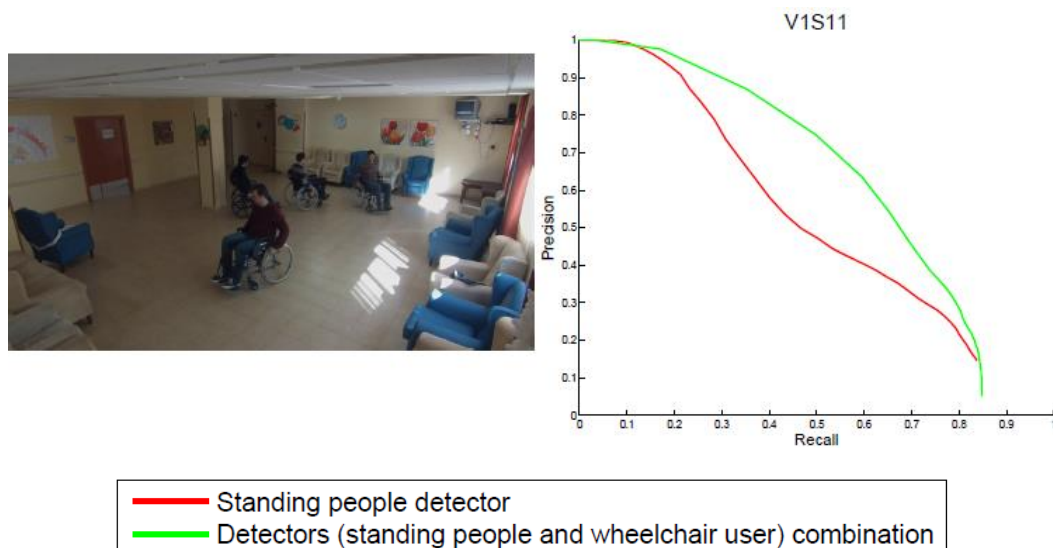 V1S11
1
0.9
0.8
0.7
0.6
0.5
0.4
0.3
0.2
0.1
0
Precision
0 0.1 0.2 0.3 0.4 0.5 0.6 0.7 0.8 0.9 1
Recall
Standing people detector
Detectors (standing people and wheelchair user) combination